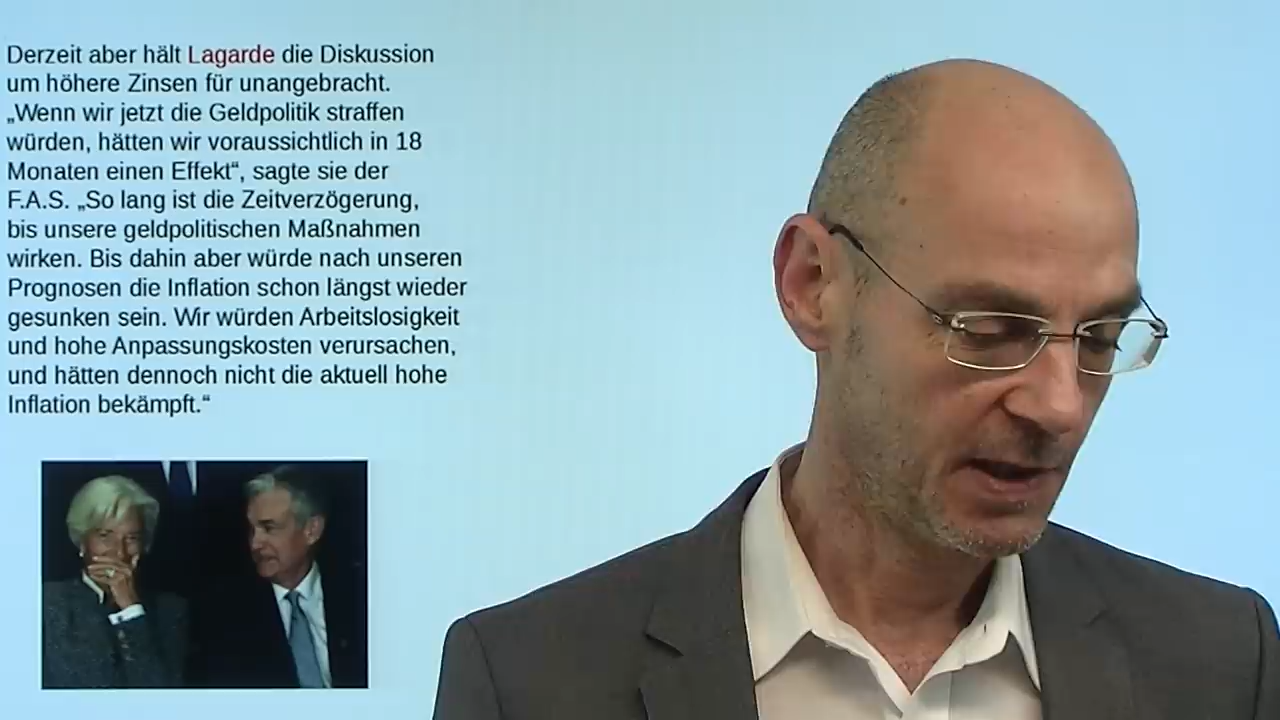 Derzeit aber hält Lagarde die Diskussion
um höhere Zinsen für unangebracht.
„Wenn wir jetzt die Geldpolitik straffen
würden, hätten wir voraussichtlich in 18
Monaten einen Effekt“, sagte sie der
F.A.S. „So lang ist die Zeitverzögerung,
bis unsere geldpolitischen Maßnahmen
wirken. Bis dahin aber würde nach unseren
Prognosen die Inflation schon längst wieder
gesunken sein. Wir würden Arbeitslosigkeit
und hohe Anpassungskosten verursachen,
und hätten dennoch nicht die aktuell hohe
Inflation bekämpft.“